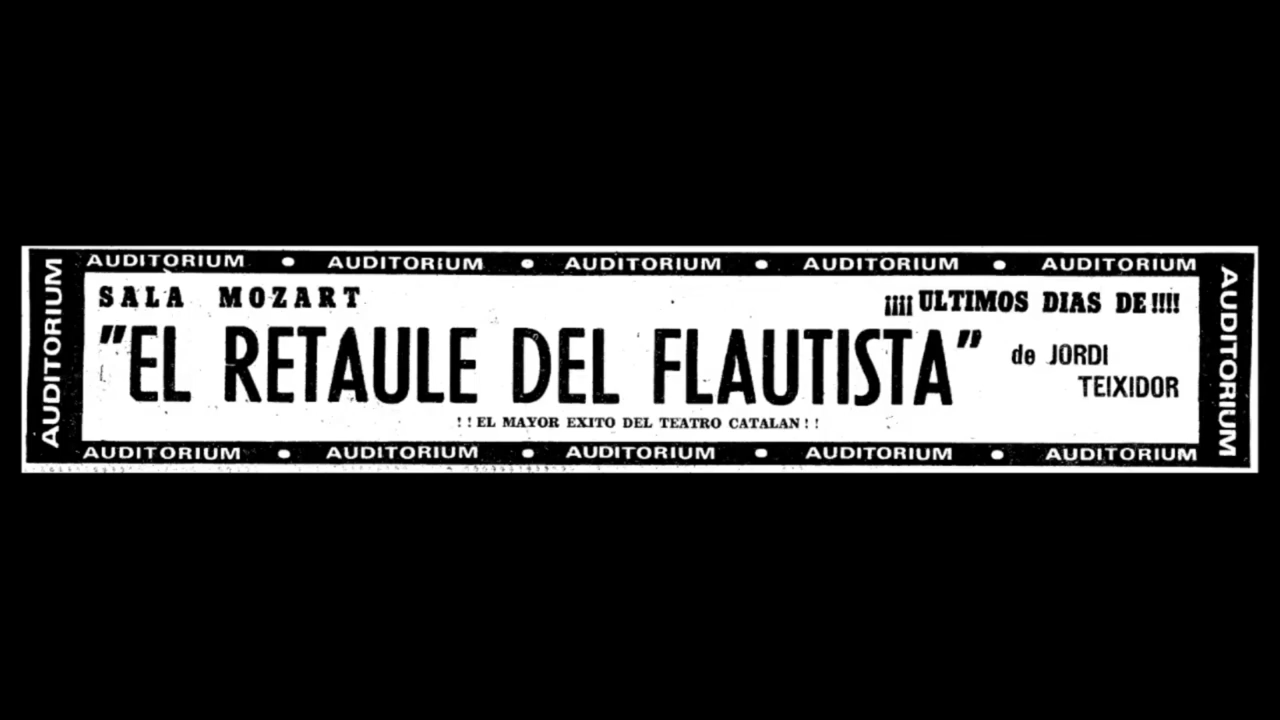 AUDITORIUM • AUDITORIUM • AUDITORIUM • AUDITORIUM • AUDITORIUM
AUDITORIUM
SALA MOZART
¡¡¡¡ULTIMOS DIAS DE!!!!
"EL RETAULE DEL FLAUTISTA"
de JORDI
TEIXIDOR
!!EL MAYOR EXITO DEL TEATRO CATALAN!!
AUDITORIUM
AUDITORIUM • AUDITORIUM • AUDITORIUM • AUDITORIUM • AUDITORIUM